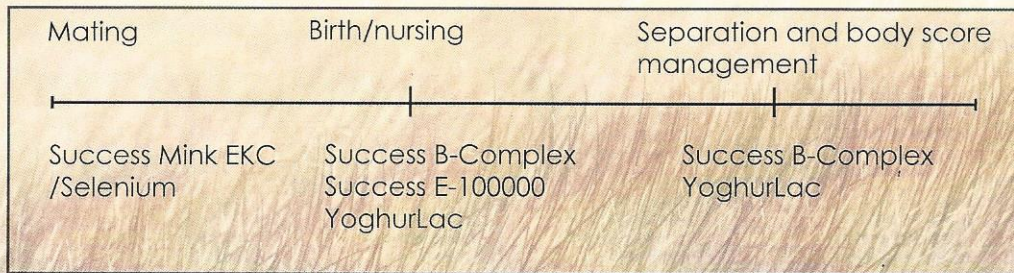 Mating
Birth/nursing
Separation and body score
management
Success Mink EKC
/Selenium
Success B-Complex
Success E-100000
YoghurLac
Success B-Complex
YoghurLac